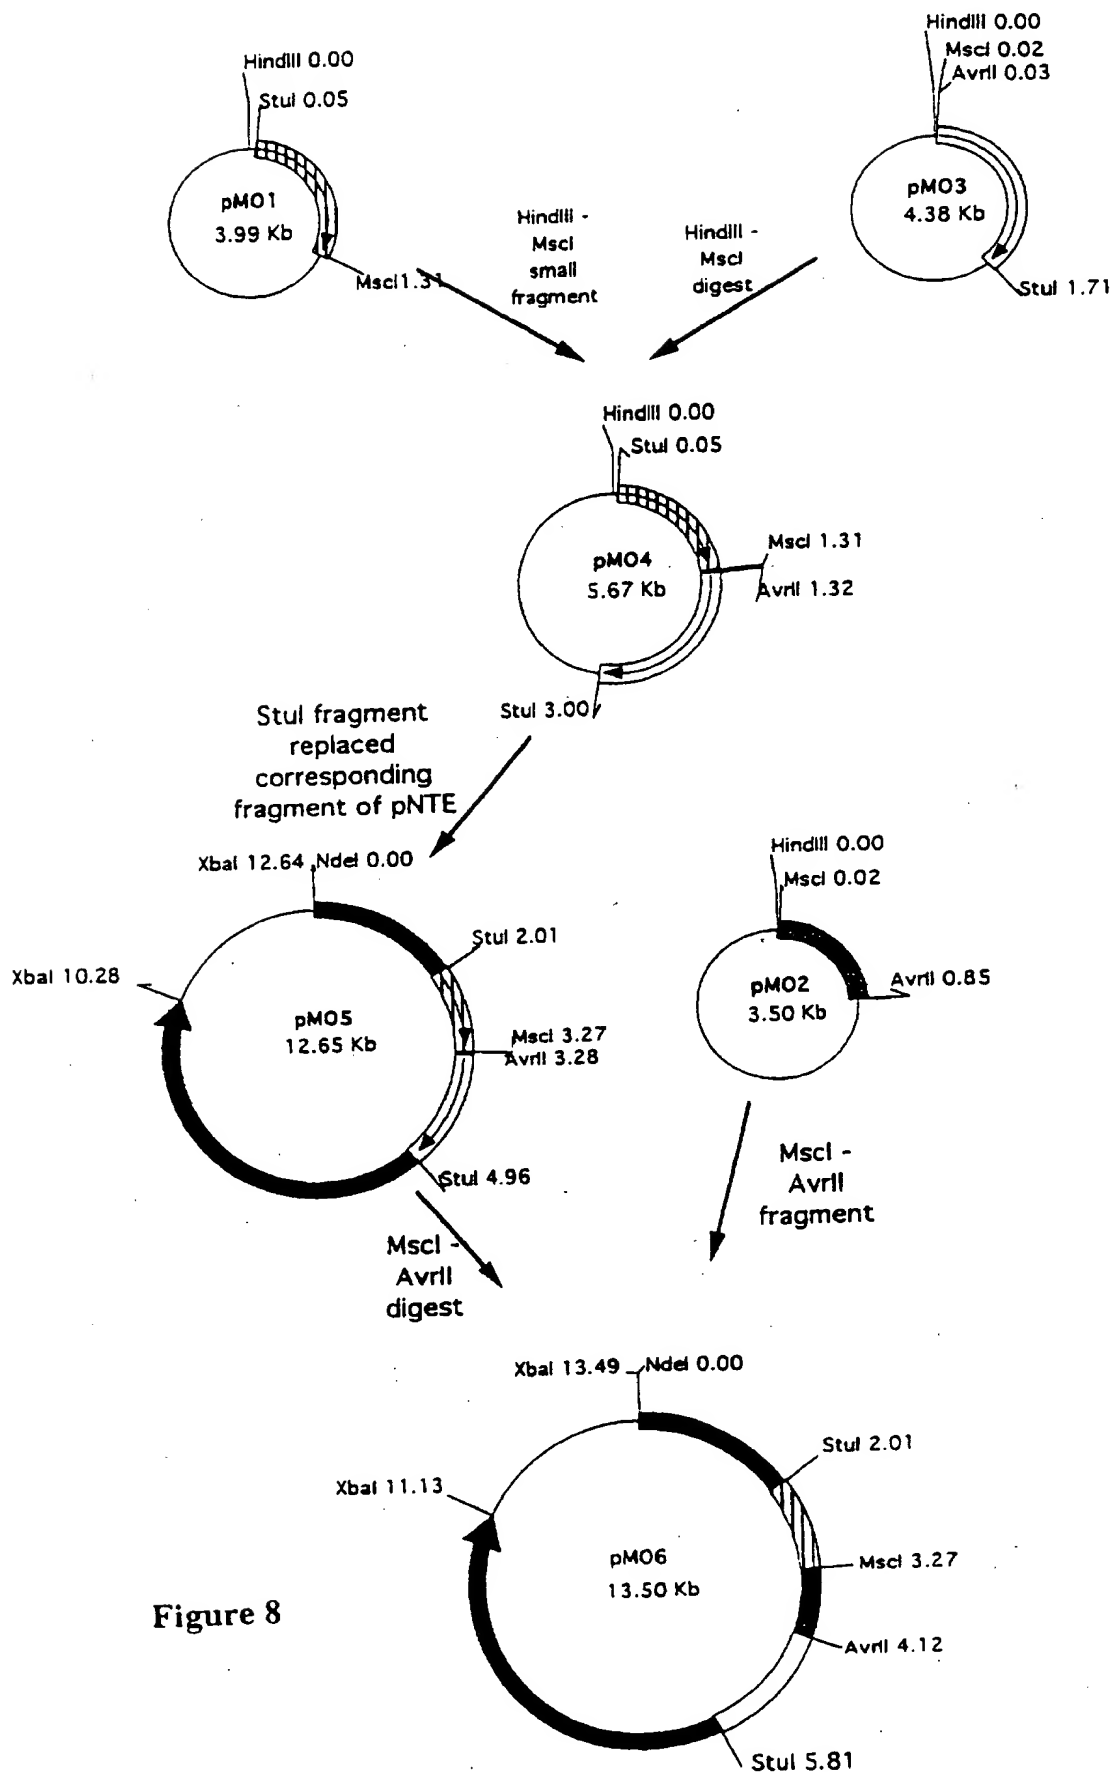 HindIII 0.00
StuI 0.05
pMO1
3.99 Kb
MscI 1.31
HindIII -
MscI
small
fragment
HindIII -
MscI
digest
HindIII 0.00
MscI 0.02
AvrII 0.03
pMO3
4.38 Kb
StuI 1.71
HindIII 0.00
StuI 0.05
pMO4
5.67 Kb
MscI 1.31
AvrII 1.32
StuI 3.00
StuI fragment
replaced
corresponding
fragment of pNTE
XbaI 12.64 NdeI 0.00
StuI 2.01
XbaI 10.28
pMO5
12.65 Kb
MscI 3.27
AvrII 3.28
StuI 4.96
HindIII 0.00
MscI 0.02
pMO2
3.50 Kb
AvrII 0.85
MscI -
AvrII
digest
MscI -
AvrII
fragment
XbaI 13.49 NdeI 0.00
StuI 2.01
XbaI 11.13
pMO6
13.50 Kb
MscI 3.27
AvrII 4.12
StuI 5.81
Figure 8